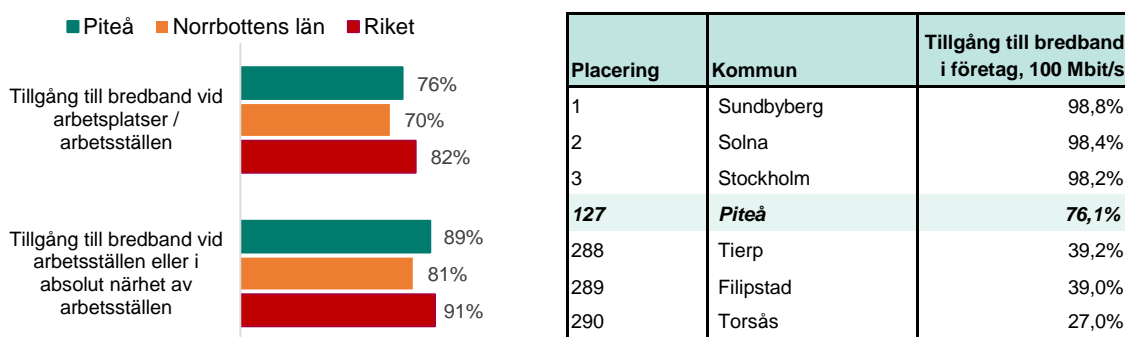 Piteå Norrbottens län Riket
Tillgång till bredband vid
arbetsplatser /
arbetsställen
76%
70%
82%
Tillgång till bredband vid
arbetsställen eller i
absolut närhet av
arbetsställen
89%
81%
91%
Placering Kommun Tillgång till bredband
i företag, 100 Mbit/s
1 Sundbyberg 98,8%
2 Solna 98,4%
3 Stockholm 98,2%
127 Piteå 76,1%
288 Tierp 39,2%
289 Filipstad 39,0%
290 Torsås 27,0%